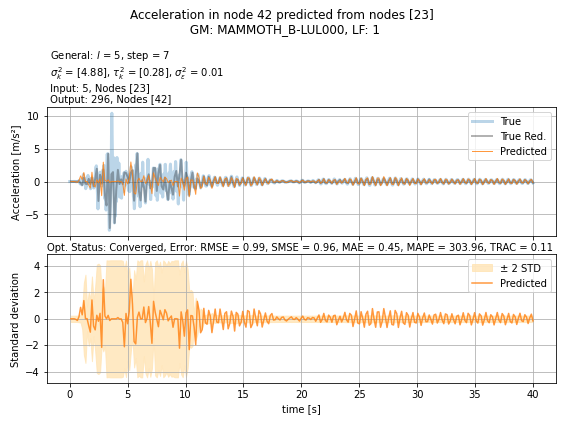 Acceleration in node 42 predicted from nodes [23]
GM: MAMMOTH_B-LUL000, LF: 1
General: l = 5, step = 7
σ²ₖ = [4.88], τ²ₖ = [0.28], σ²ε = 0.01
Input: 5, Nodes [23]
Output: 296, Nodes [42]
Acceleration [m/s²]
10
5
0
−5
True
True Red.
Predicted
Opt. Status: Converged, Error: RMSE = 0.99, SMSE = 0.96, MAE = 0.45, MAPE = 303.96, TRAC = 0.11
Standard deviation
4
2
0
−2
−4
± 2 STD
Predicted
0 5 10 15 20 25 30 35 40
time [s]